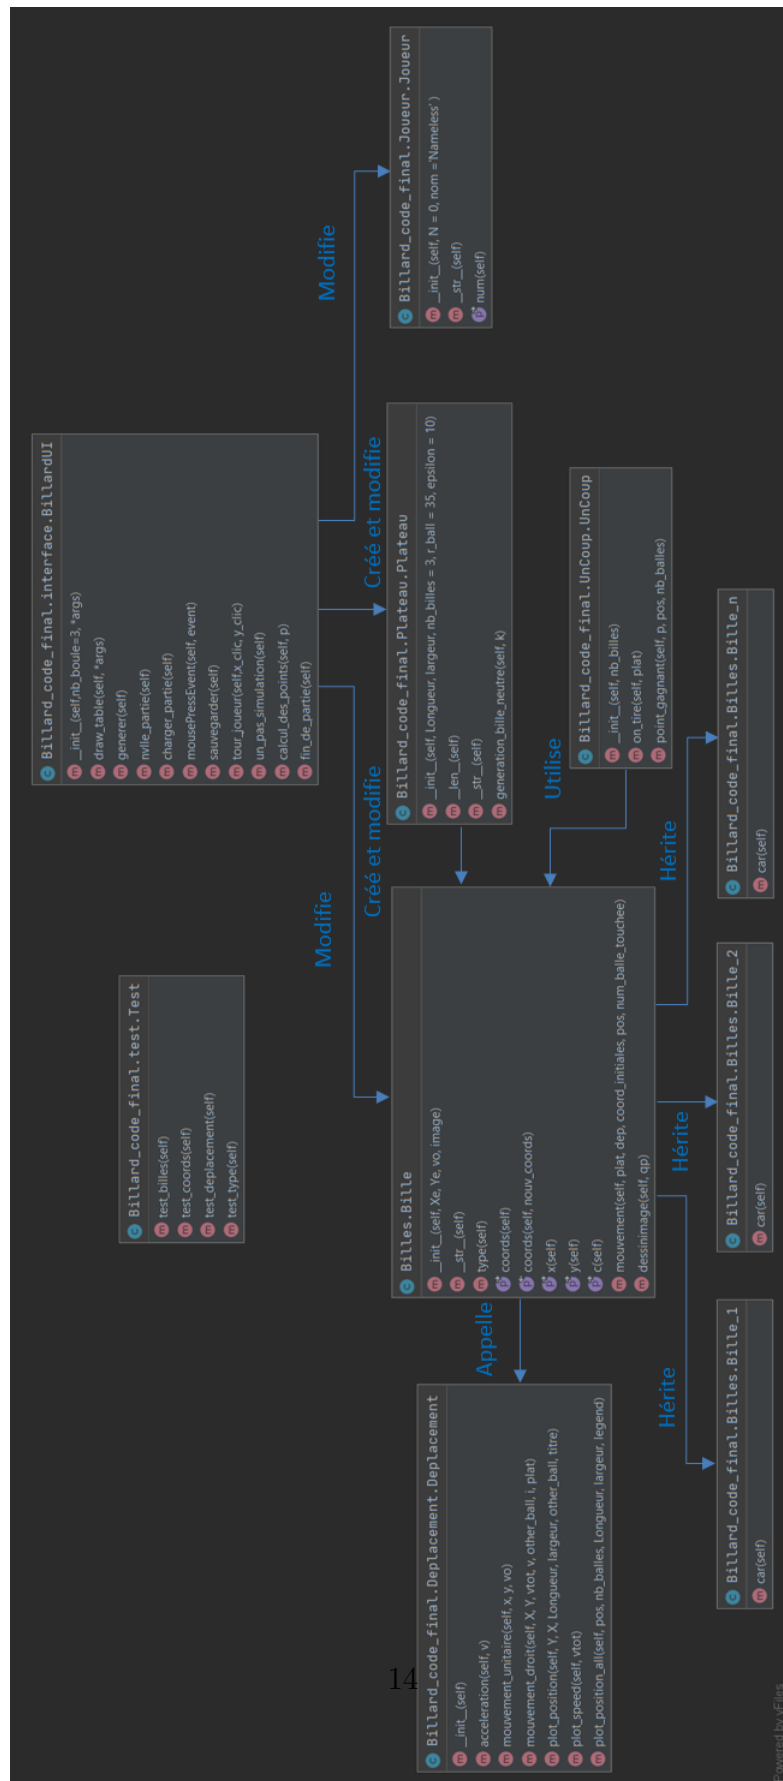 Billard_code_final.interface.BillardUI
__init__(self,nb_boule=3, *args)
draw_table(self, *args)
generer(self)
nvlle_partie(self)
charger_partie(self)
mousePressEvent(self, event)
sauvegarder(self)
tour_joueur(self,x_clic, y_clic)
un_pas_simulation(self)
calcul_des_points(self, p)
fin_de_partie(self)
Billard_code_final.test.Test
test_billes(self)
test_coords(self)
test_deplacement(self)
test_type(self)
Modifie
Créé et modifie
Créé et modifie
Modifie
Billard_code_final.Joueur.Joueur
__init__(self, N = 0, nom ='Nameless' )
__str__(self)
num(self)
Billard_code_final.Plateau.Plateau
__init__(self, Longueur, largeur, nb_billes = 3, r_ball = 35, epsilon = 10)
__len__(self)
__str__(self)
generation_bille_neutre(self, k)
Billes.Bille
__init__(self, Xe, Ye, vo, image)
__str__(self)
type(self)
coords(self)
coords(self, nouv_coords)
x(self)
y(self)
c(self)
mouvement(self, plat, dep, coord_initiales, pos, num_balle_touchee)
dessinimage(self, qp)
Appelle
Billard_code_final.Deplacement.Deplacement
__init__(self)
acceleration(self, v)
mouvement_unitaire(self, x, y, vo)
mouvement_droit(self, X, Y, vtot, v, other_ball, i, plat)
plot_position(self, Y, X, Longueur, largeur, other_ball, titre)
plot_speed(self, vtot)
plot_position_all(self, pos, nb_balles, Longueur, largeur, legend)
Utilise
Billard_code_final.UnCoup.UnCoup
__init__(self, nb_billes)
on_tire(self, plat)
point_gagnant(self, p, pos, nb_balles)
Hérite
Hérite
Hérite
Billard_code_final.Billes.Bille_1
car(self)
Billard_code_final.Billes.Bille_2
car(self)
Billard_code_final.Billes.Bille_n
car(self)
Powered by yFiles
14